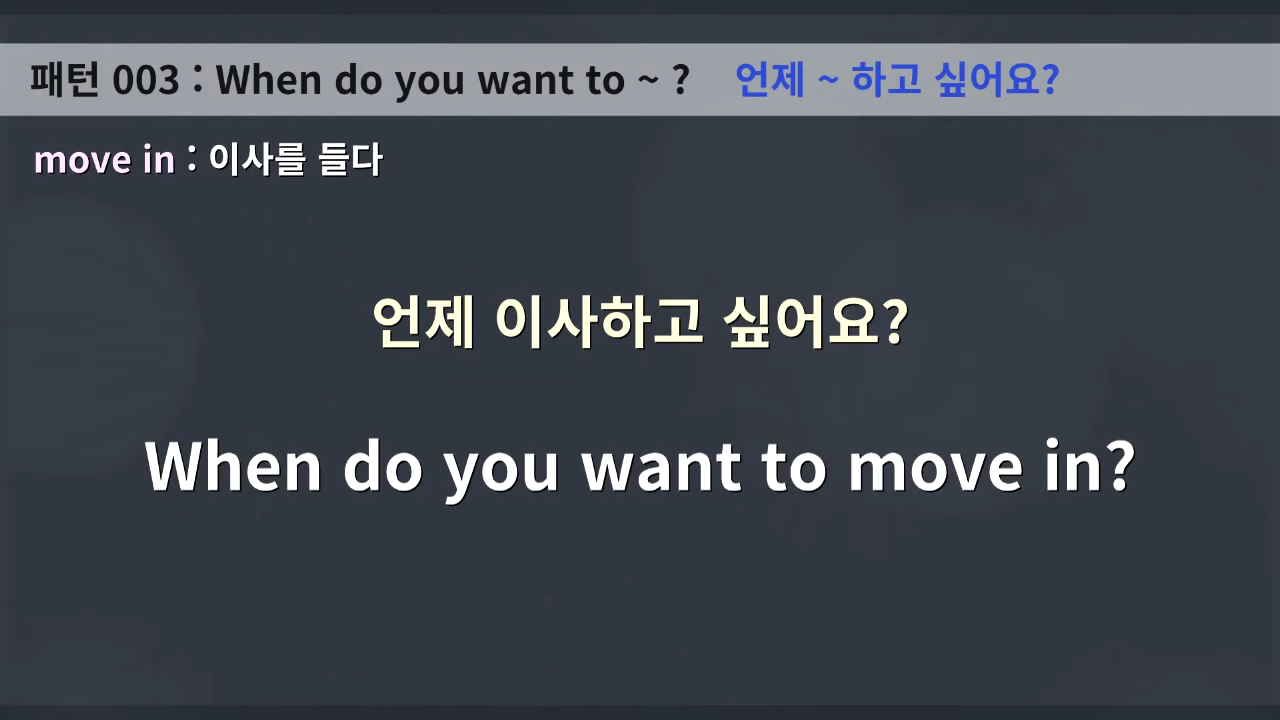 패턴 003 : When do you want to ~ ? 언제 ~ 하고 싶어요?
move in : 이사를 들다
언제 이사하고 싶어요?
When do you want to move in?